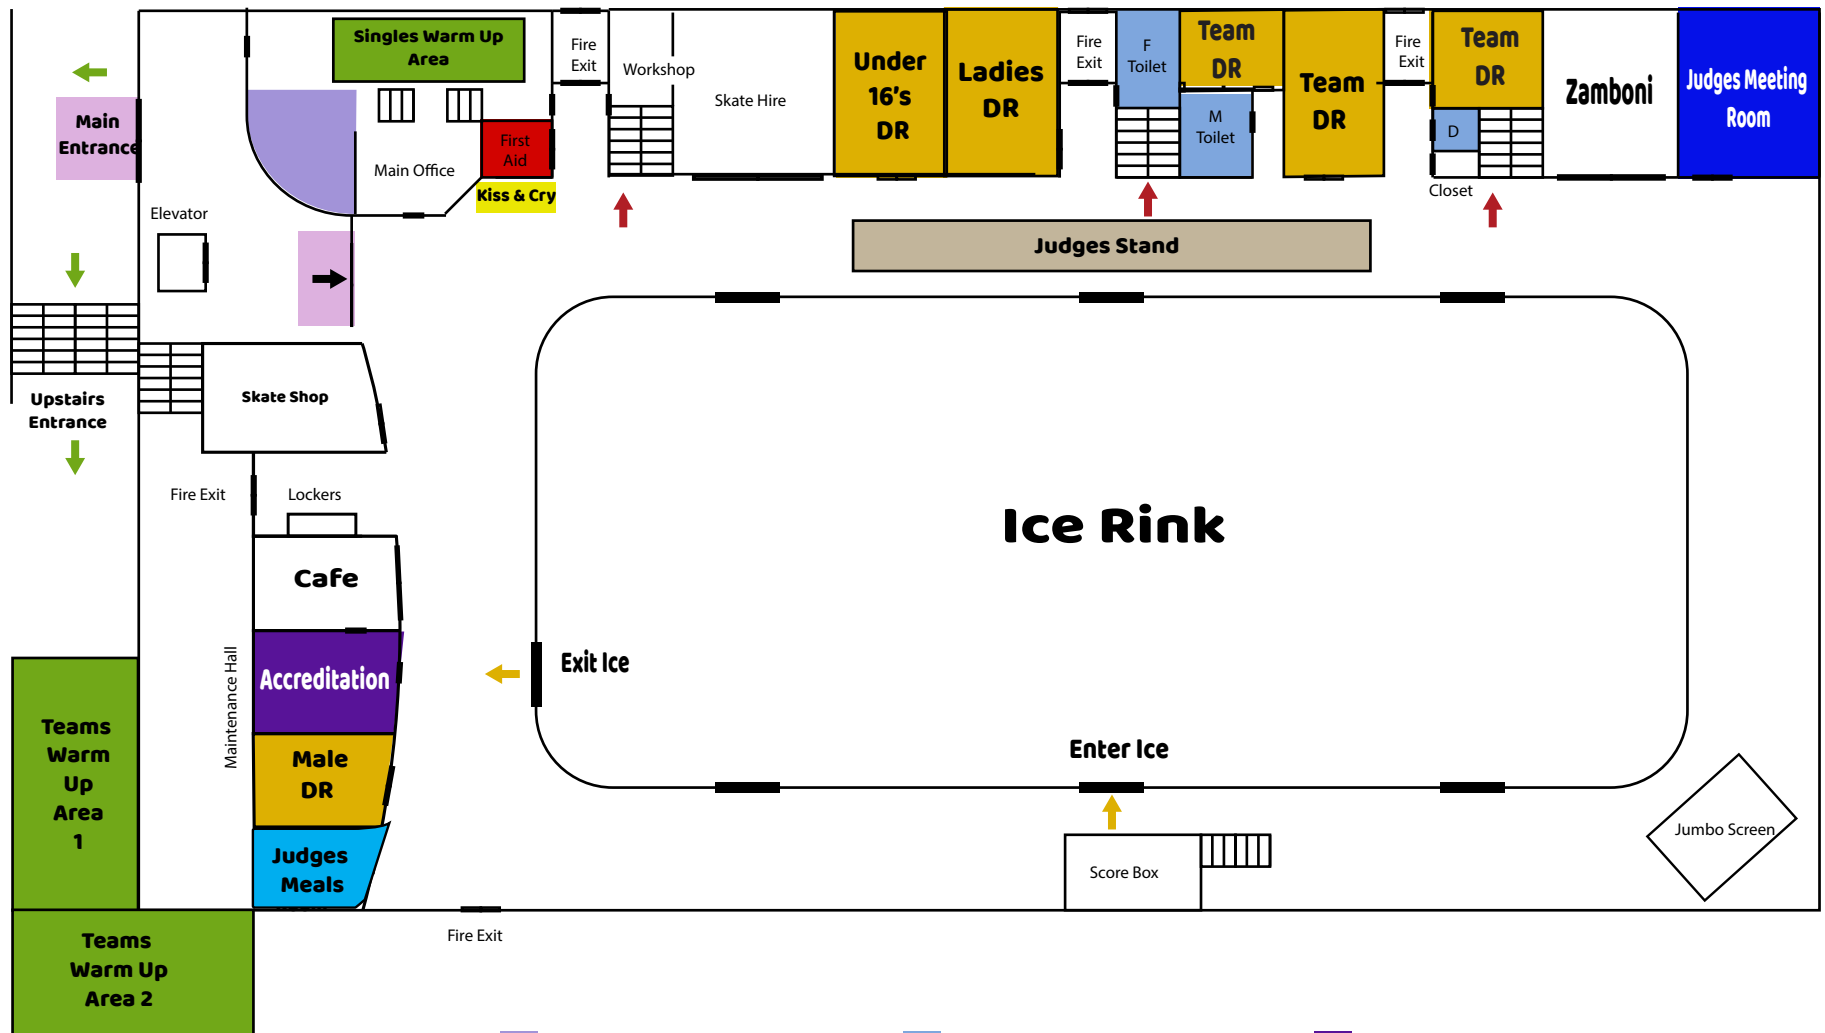 Singles Warm Up
Area
Fire
Exit
Workshop
Skate Hire
Under
16's
DR
Ladies
DR
Fire
Exit
F
Toilet
Team
DR
M
Toilet
Team
DR
Fire
Exit
Team
DR
D
Closet
Zamboni
Judges Meeting
Room
Main
Entrance
First
Aid
Main Office
Kiss & Cry
Elevator
Judges Stand
Upstairs
Entrance
Skate Shop
Fire Exit
Lockers
Ice Rink
Cafe
Maintenance Hall
Accreditation
Exit Ice
Teams
Warm
Up
Area
1
Male
DR
Enter Ice
Judges
Meals
Score Box
Jumbo Screen
Fire Exit
Teams
Warm Up
Area 2